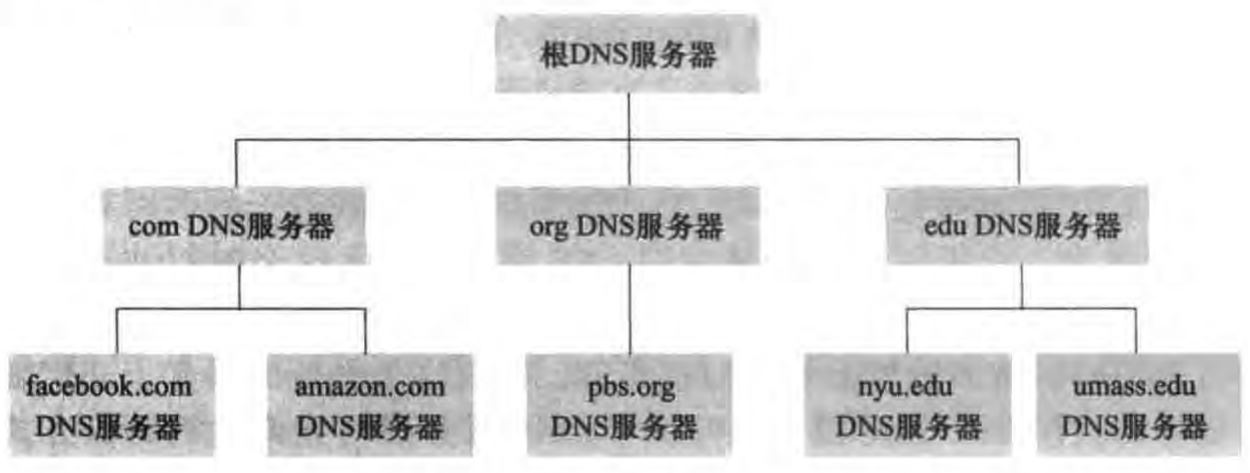 根DNS服务器
com DNS服务器
org DNS服务器
edu DNS服务器
facebook.com
DNS服务器
amazon.com
DNS服务器
pbs.org
DNS服务器
nyu.edu
DNS服务器
umass.edu
DNS服务器